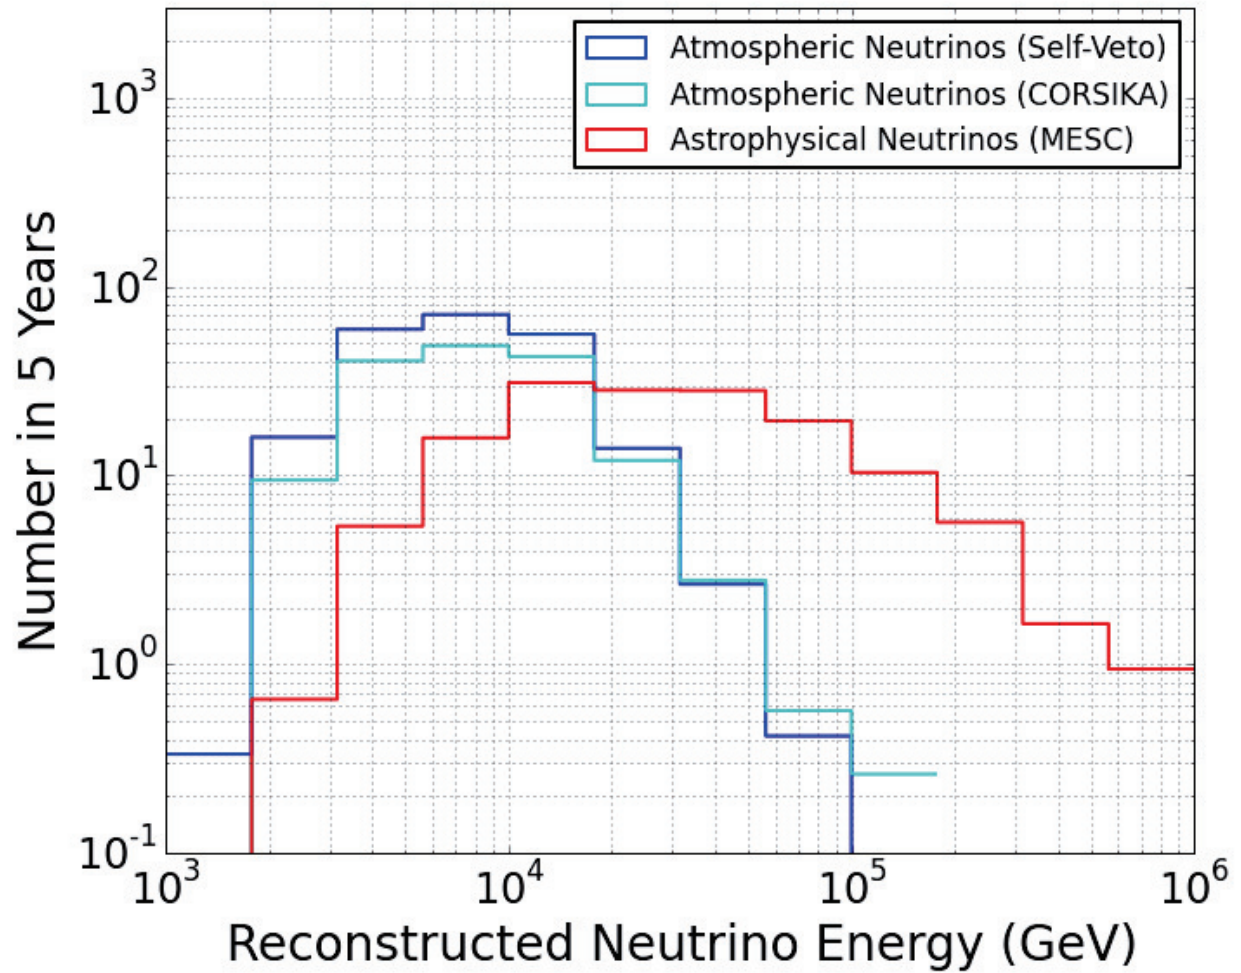 Atmospheric Neutrinos (Self-Veto)
Atmospheric Neutrinos (CORSIKA)
Astrophysical Neutrinos (MESC)
Number in 5 Years
10³
10²
10¹
10⁰
10⁻¹
10³ 10⁴ 10⁵ 10⁶
Reconstructed Neutrino Energy (GeV)